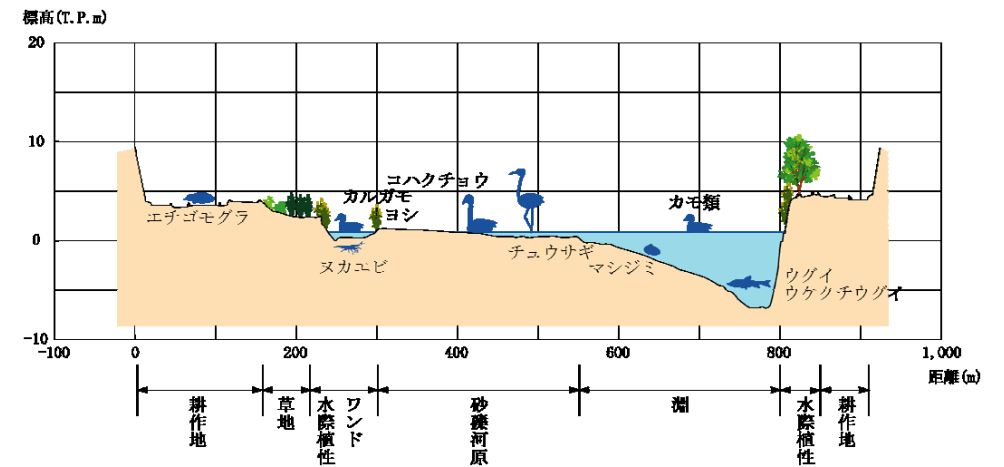 標高(T.P.m)
20
10
0
-10
コハクチョウ
カルガモ
ヨシ
カモ類
エチゴモグラ
ヌカエビ
チュウサギ
マシジミ
ウグイ
ウケクチウグイ
-100
0
200
400
600
800
1,000
距離(m)
耕作地
草地
水際植性
ワンド
砂礫河原
淵
水際植性
耕作地